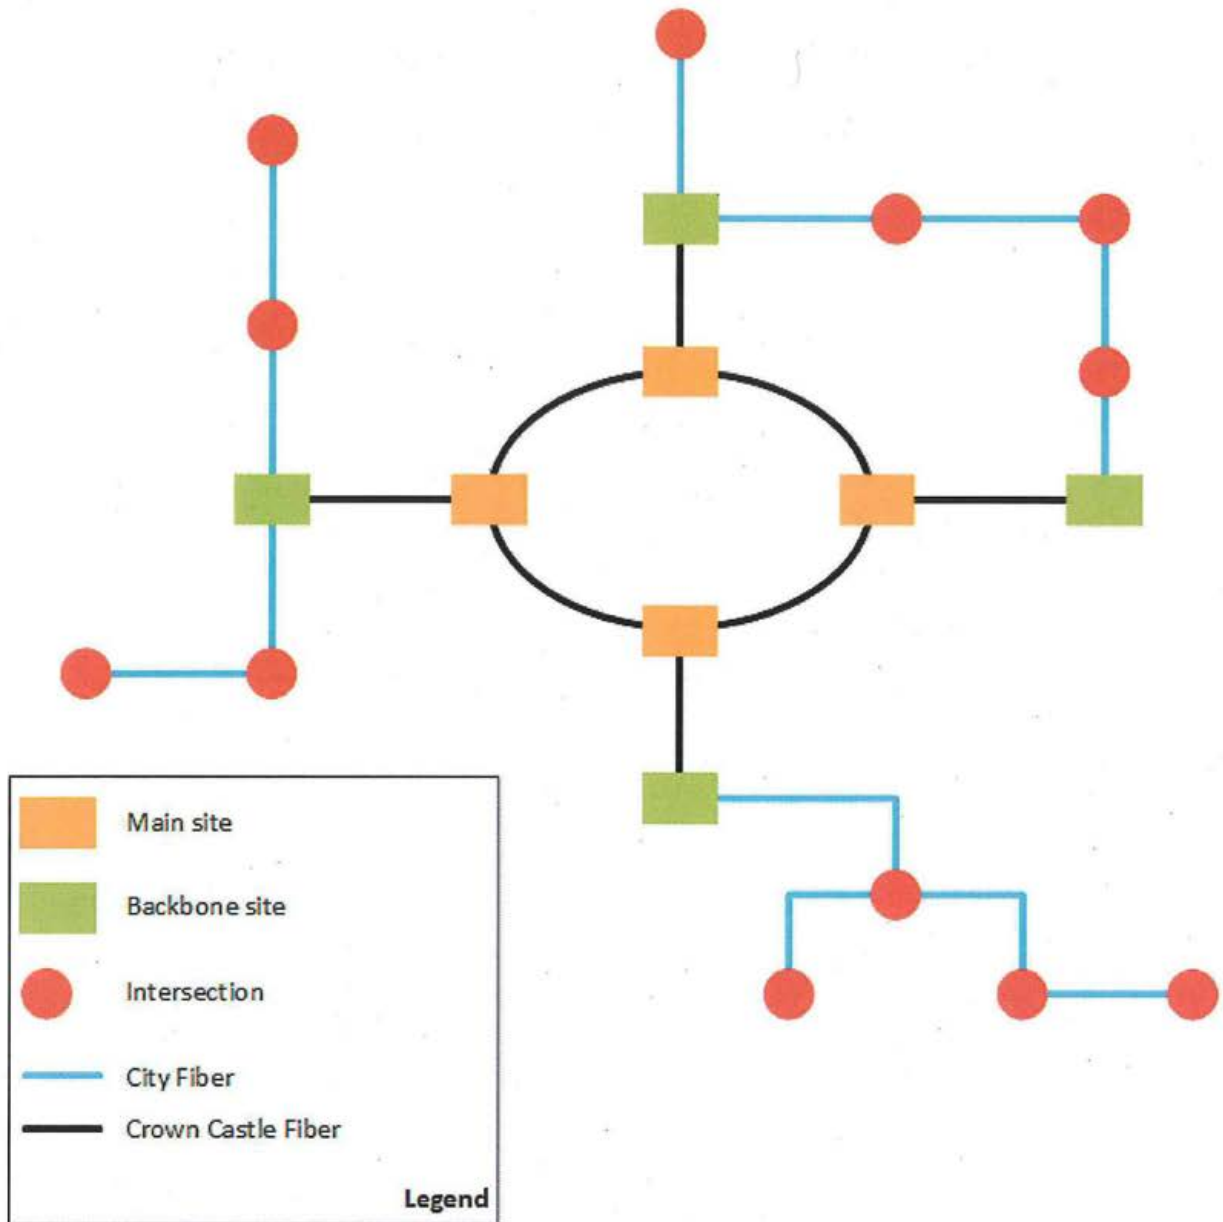 Main site
Backbone site
Intersection
City Fiber
Crown Castle Fiber
Legend